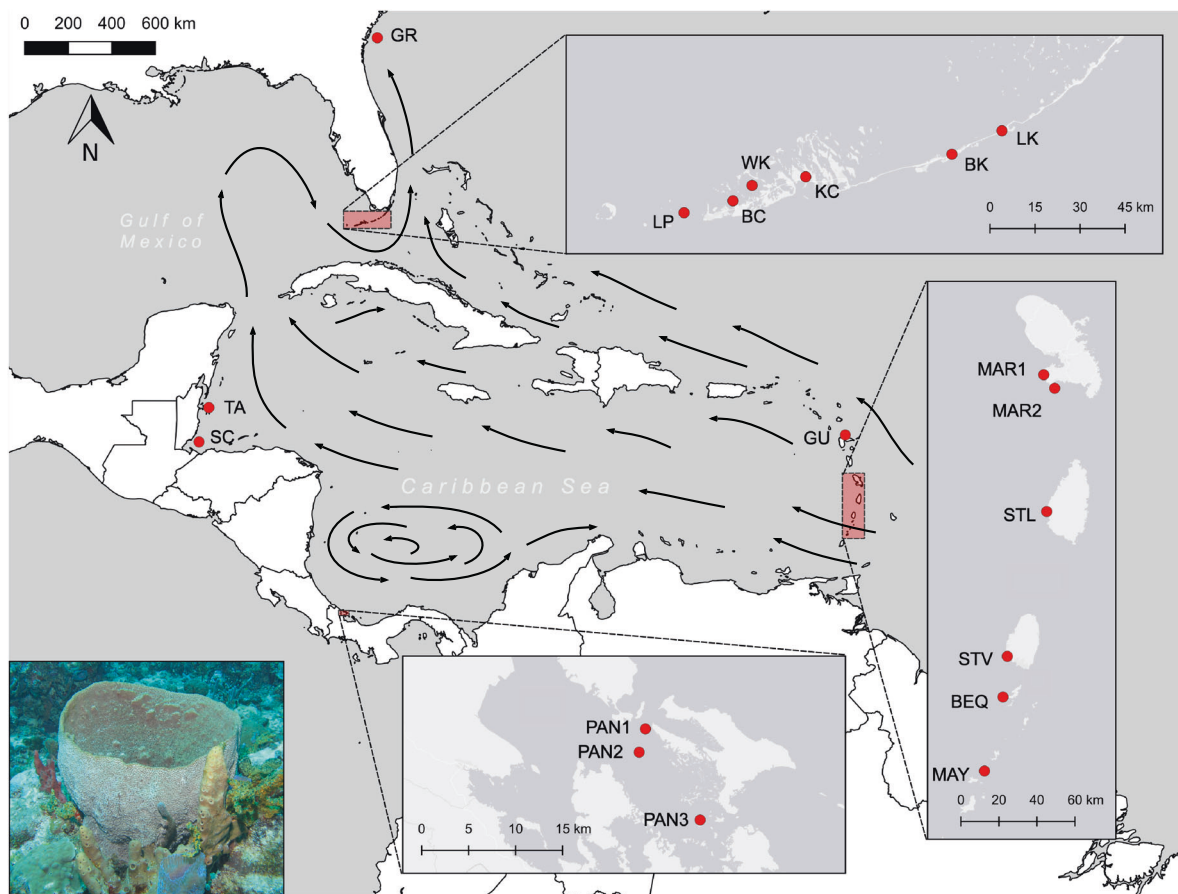 0 200 400 600 km
GR
N
Gulf of
Mexico
Caribbean Sea
TA
SC
GU
LK
BK
WK
KC
BC
LP
0 15 30 45 km
MAR1
MAR2
STL
STV
BEQ
MAY
0 20 40 60 km
PAN1
PAN2
PAN3
0 5 10 15 km